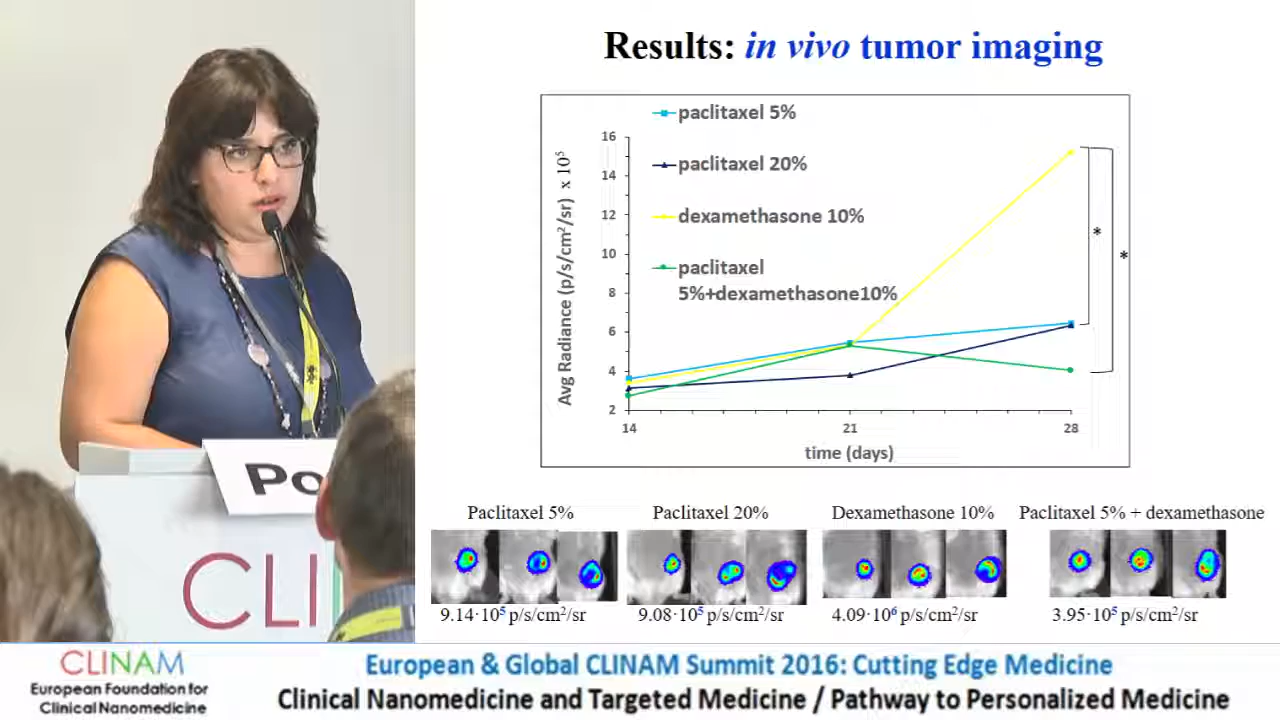 Results: in vivo tumor imaging
paclitaxel 5%
paclitaxel 20%
dexamethasone 10%
paclitaxel
5%+dexamethasone10%
Avg Radiance (p/s/cm²/sr) x 10⁵
16
14
12
10
8
6
4
2
14
21
28
time (days)
*
*
Paclitaxel 5%
Paclitaxel 20%
Dexamethasone 10%
Paclitaxel 5% + dexamethasone
9.14·10⁵ p/s/cm²/sr
9.08·10⁵ p/s/cm²/sr
4.09·10⁶ p/s/cm²/sr
3.95·10⁵ p/s/cm²/sr
Po
CLI
CLINAM
European Foundation for
Clinical Nanomedicine
European & Global CLINAM Summit 2016: Cutting Edge Medicine
Clinical Nanomedicine and Targeted Medicine / Pathway to Personalized Medicine